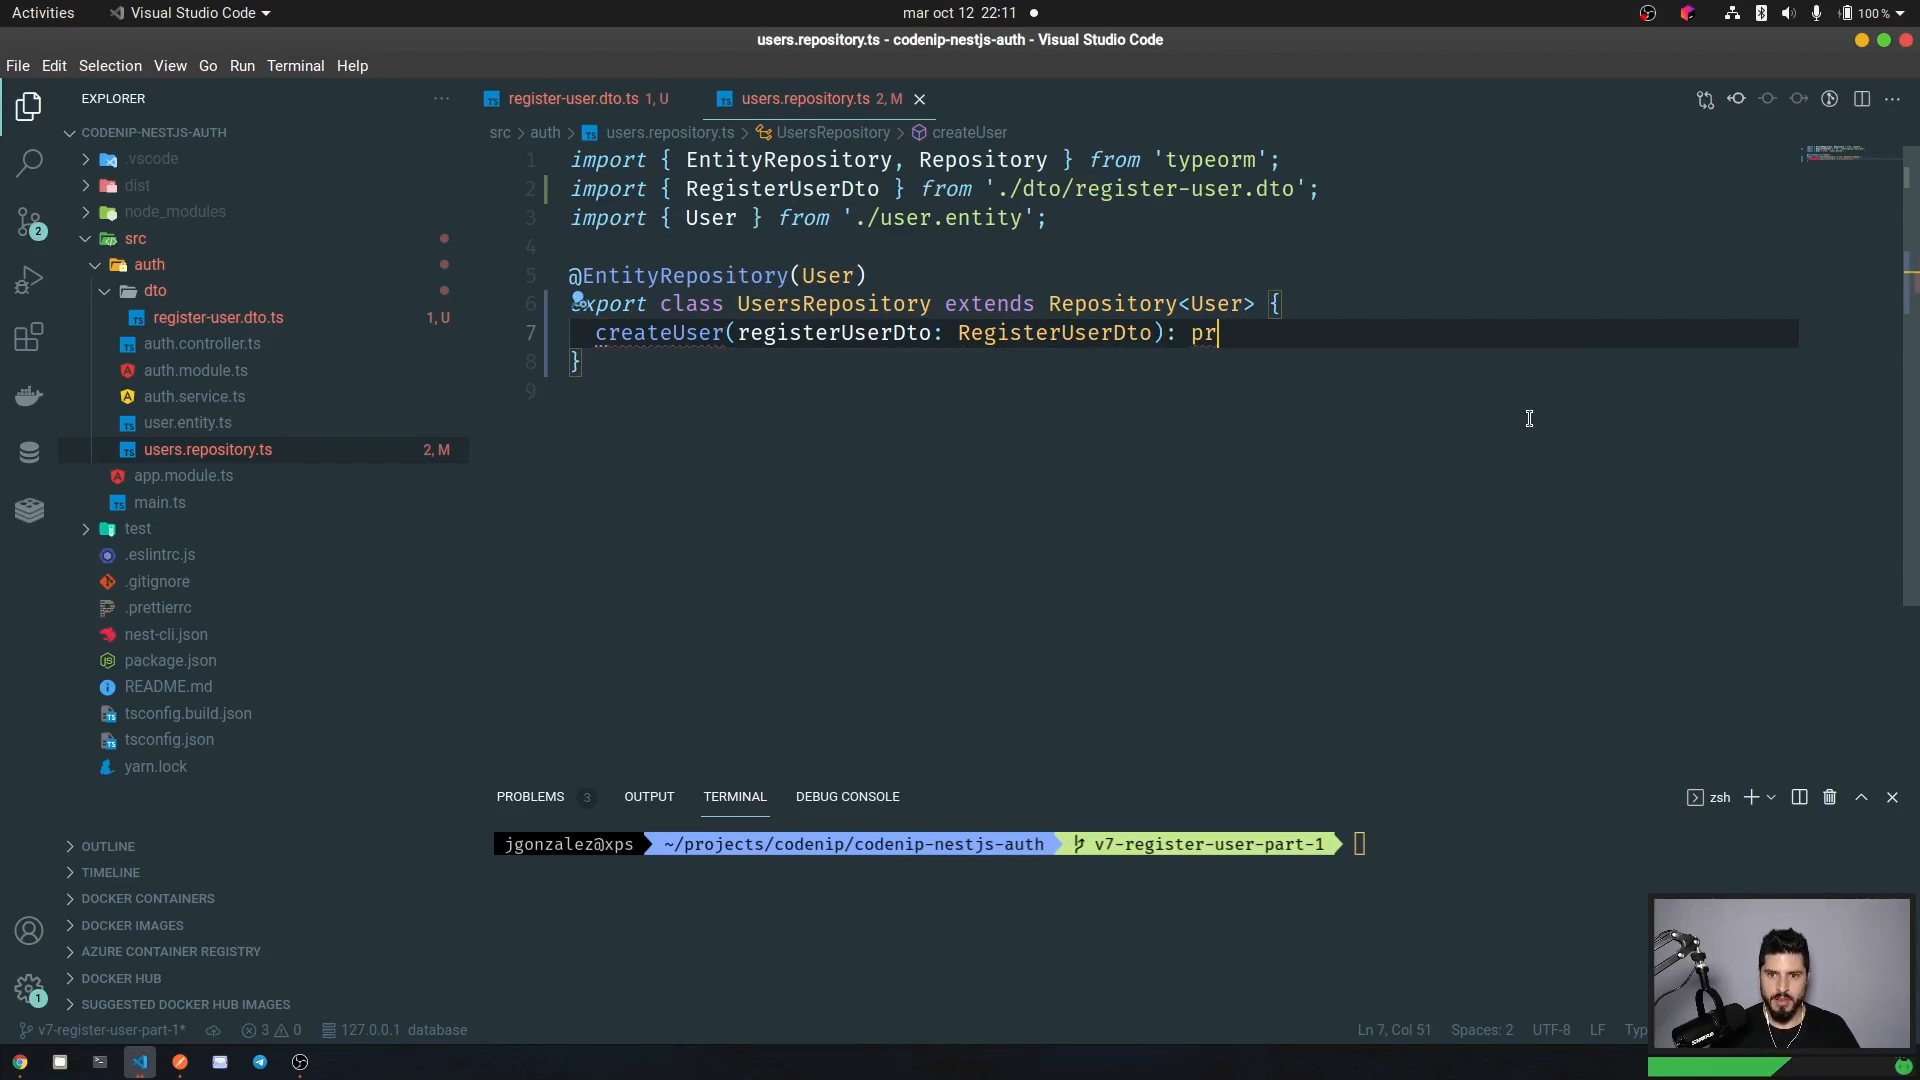 Activities
Visual Studio Code
mar oct 12 22:11
100 %
users.repository.ts - codenip-nestjs-auth - Visual Studio Code
File Edit Selection View Go Run Terminal Help
EXPLORER
CODENIP-NESTJS-AUTH
.vscode
dist
node_modules
src
auth
dto
register-user.dto.ts 1, U
auth.controller.ts
auth.module.ts
auth.service.ts
user.entity.ts
users.repository.ts 2, M
app.module.ts
main.ts
test
.eslintrc.js
.gitignore
.prettierrc
nest-cli.json
package.json
README.md
tsconfig.build.json
tsconfig.json
yarn.lock
OUTLINE
TIMELINE
DOCKER CONTAINERS
DOCKER IMAGES
AZURE CONTAINER REGISTRY
DOCKER HUB
SUGGESTED DOCKER HUB IMAGES
2
1
register-user.dto.ts 1, U
users.repository.ts 2, M
src > auth > users.repository.ts > UsersRepository > createUser
1 import { EntityRepository, Repository } from 'typeorm';
2 import { RegisterUserDto } from './dto/register-user.dto';
3 import { User } from './user.entity';
4
5 @EntityRepository(User)
6 export class UsersRepository extends Repository<User> {
7 createUser(registerUserDto: RegisterUserDto): pr
8 }
9
PROBLEMS 3 OUTPUT TERMINAL DEBUG CONSOLE
zsh
jgonzalez@xps ~/projects/codenip/codenip-nestjs-auth v7-register-user-part-1
v7-register-user-part-1* 3 0 127.0.0.1 database
Ln 7, Col 51 Spaces: 2 UTF-8 LF Typ